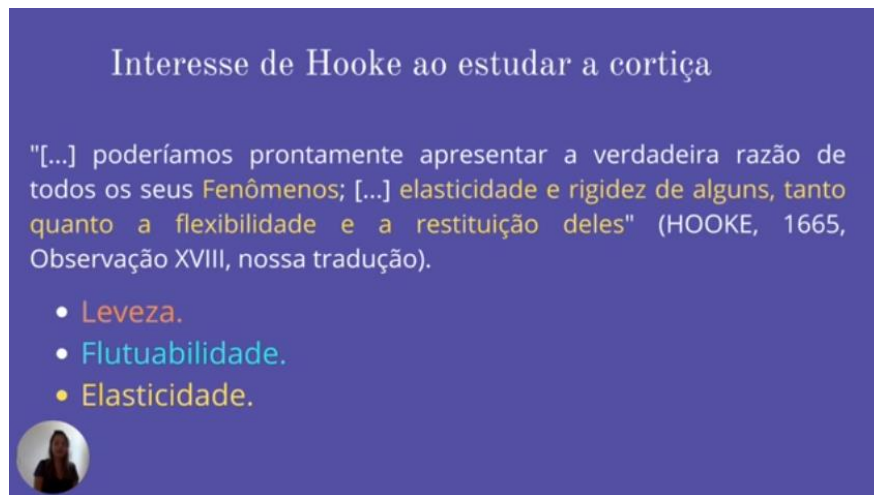 Interesse de Hooke ao estudar a cortiça
"[...] poderíamos prontamente apresentar a verdadeira razão de
todos os seus Fenômenos; [...] elasticidade e rigidez de alguns, tanto
quanto a flexibilidade e a restituição deles" (HOOKE, 1665,
Observação XVIII, nossa tradução).
• Leveza.
• Flutuabilidade.
• Elasticidade.